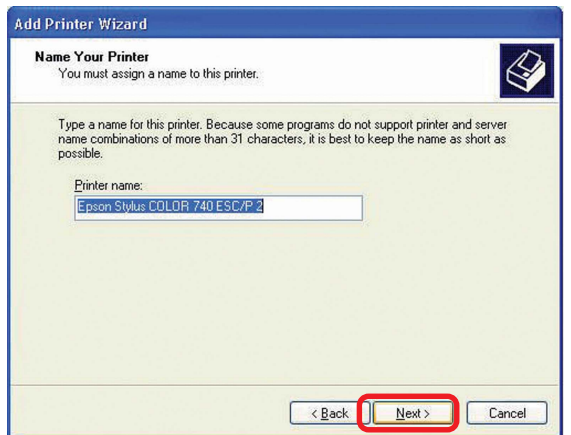 Add Printer Wizard
Name Your Printer
You must assign a name to this printer.
Type a name for this printer. Because some programs do not support printer and server
name combinations of more than 31 characters, it is best to keep the name as short as
possible.
Printer name:
Epson Stylus COLOR 740 ESC/P 2
< Back
Next >
Cancel